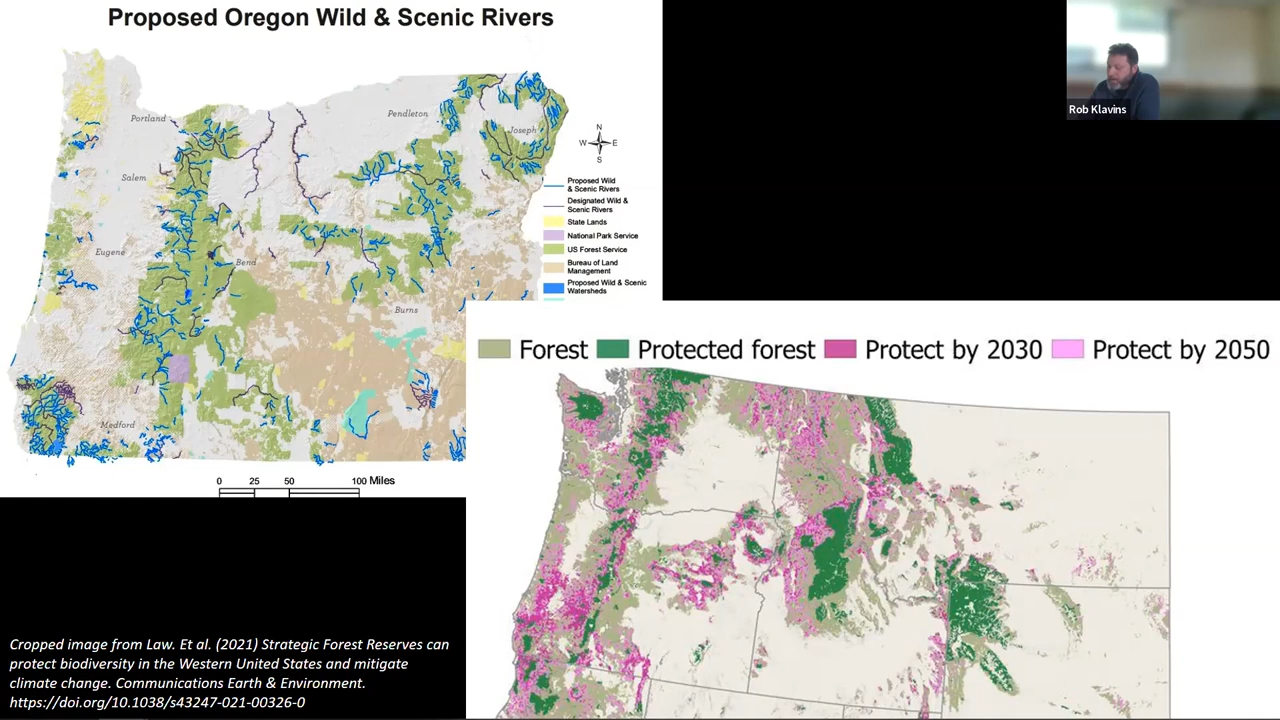 Proposed Oregon Wild & Scenic Rivers
Rob Klavins
Portland
Pendleton
Joseph
Salem
Eugene
Bend
Burns
Medford
N
W E
S
Proposed Wild
& Scenic Rivers
Designated Wild &
Scenic Rivers
State Lands
National Park Service
US Forest Service
Bureau of Land
Management
Proposed Wild & Scenic
Watersheds
0 25 50 100 Miles
Forest Protected forest Protect by 2030 Protect by 2050
Cropped image from Law. Et al. (2021) Strategic Forest Reserves can
protect biodiversity in the Western United States and mitigate
climate change. Communications Earth & Environment.
https://doi.org/10.1038/s43247-021-00326-0